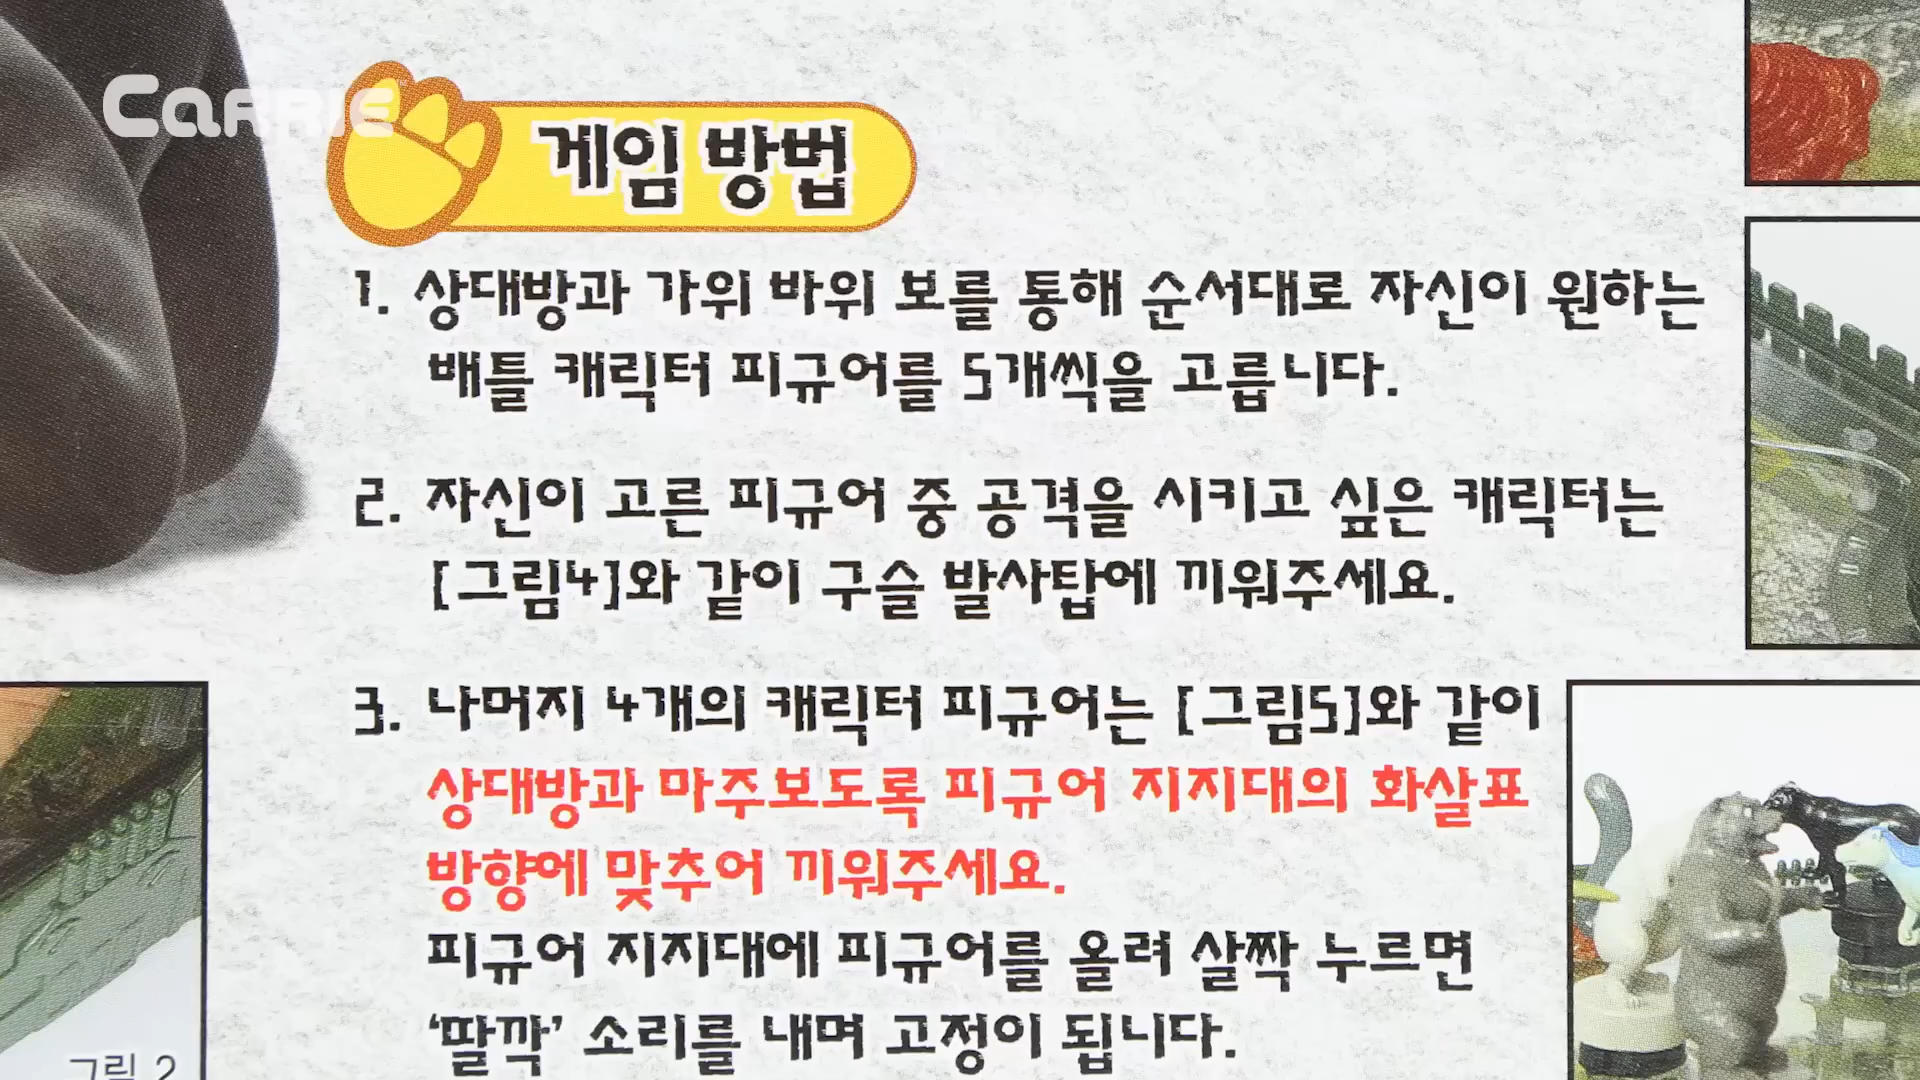 CARRIE
게임 방법
1. 상대방과 가위 바위 보를 통해 순서대로 자신이 원하는
배틀 캐릭터 피규어를 5개씩을 고릅니다.
2. 자신이 고른 피규어 중 공격을 시키고 싶은 캐릭터는
[그림4]와 같이 구슬 발사탑에 끼워주세요.
3. 나머지 4개의 캐릭터 피규어는 [그림5]와 같이
상대방과 마주보도록 피규어 지지대의 화살표
방향에 맞추어 끼워주세요.
피규어 지지대에 피규어를 올려 살짝 누르면
‘딸깍’ 소리를 내며 고정이 됩니다.
그림 2